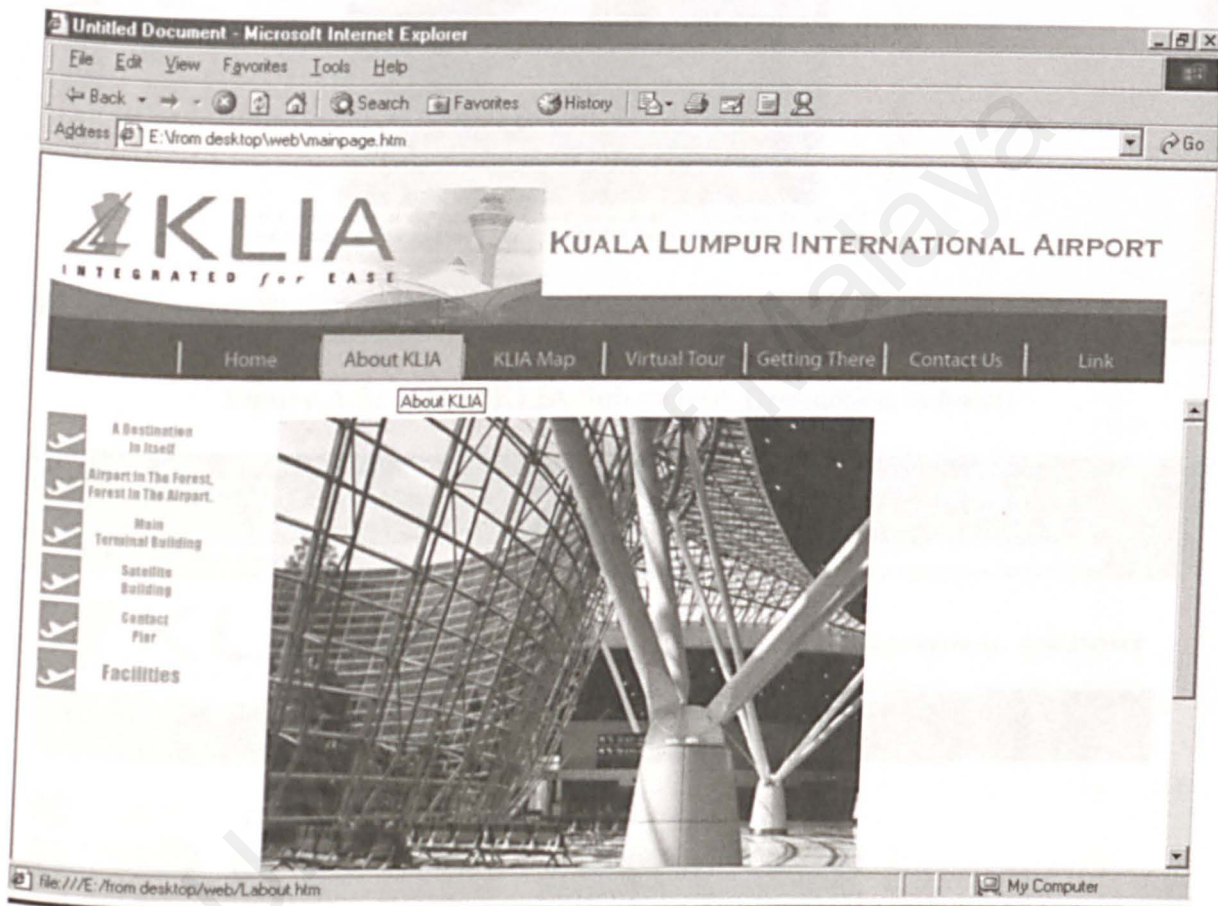 Untitled Document - Microsoft Internet Explorer
File Edit View Favorites Tools Help
Back Search Favorites History
Address E:\from desktop\web\mainpage.htm Go
KLIA
INTEGRATED for EASE
KUALA LUMPUR INTERNATIONAL AIRPORT
Home About KLIA KLIA Map Virtual Tour Getting There Contact Us Link
About KLIA
A Destination
In Itself
Airport In The Forest,
Forest In The Airport.
Main
Terminal Building
Satellite
Building
Contact
Pier
Facilities
file:///E:/from desktop/web/Labout.htm My Computer
of Malaya